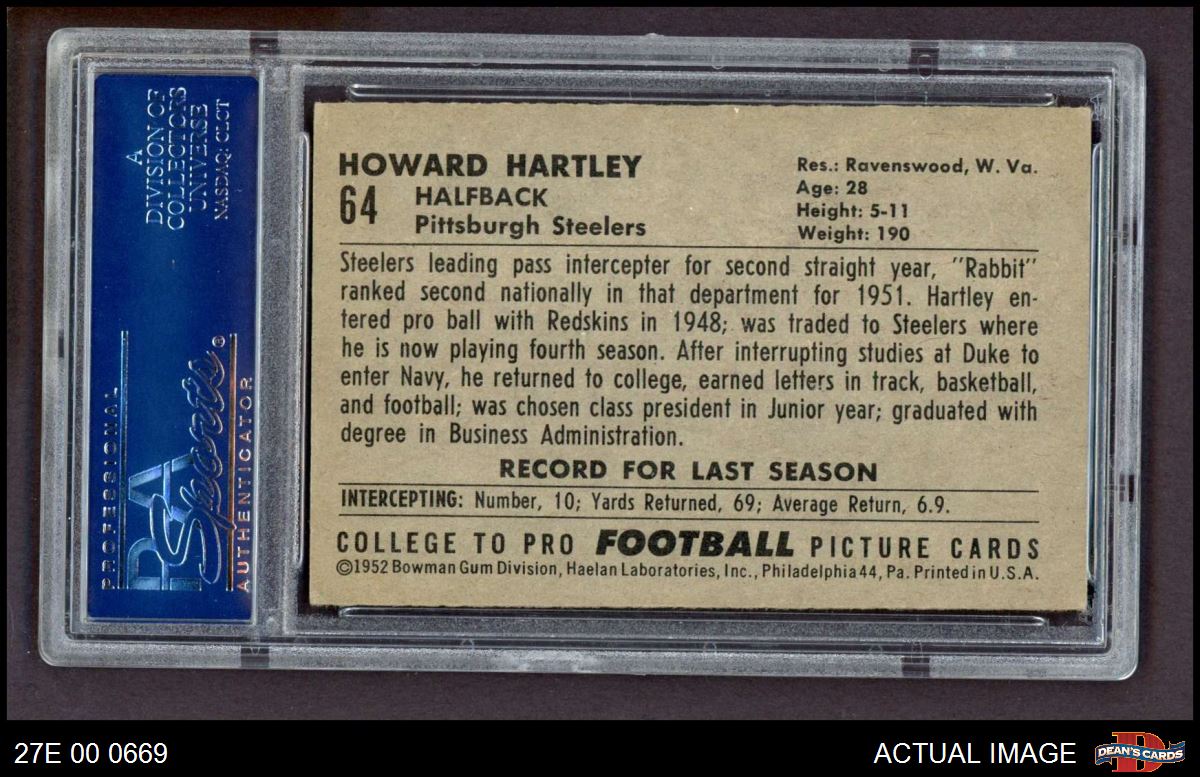 A
DIVISION OF
COLLECTORS
UNIVERSE
NASDAQ: CLCT
PROFESSIONAL
PSA
Sports®
AUTHENTICATOR
HOWARD HARTLEY
64
HALFBACK
Pittsburgh Steelers
Res.: Ravenswood, W. Va.
Age: 28
Height: 5-11
Weight: 190
Steelers leading pass intercepter for second straight year, "Rabbit"
ranked second nationally in that department for 1951. Hartley en-
tered pro ball with Redskins in 1948; was traded to Steelers where
he is now playing fourth season. After interrupting studies at Duke to
enter Navy, he returned to college, earned letters in track, basketball,
and football; was chosen class president in Junior year; graduated with
degree in Business Administration.
RECORD FOR LAST SEASON
INTERCEPTING: Number, 10; Yards Returned, 69; Average Return, 6.9.
COLLEGE TO PRO FOOTBALL PICTURE CARDS
©1952 Bowman Gum Division, Haelan Laboratories, Inc., Philadelphia 44, Pa. Printed in U.S.A.
27E 00 0669
ACTUAL IMAGE
D
DEAN'S CARDS